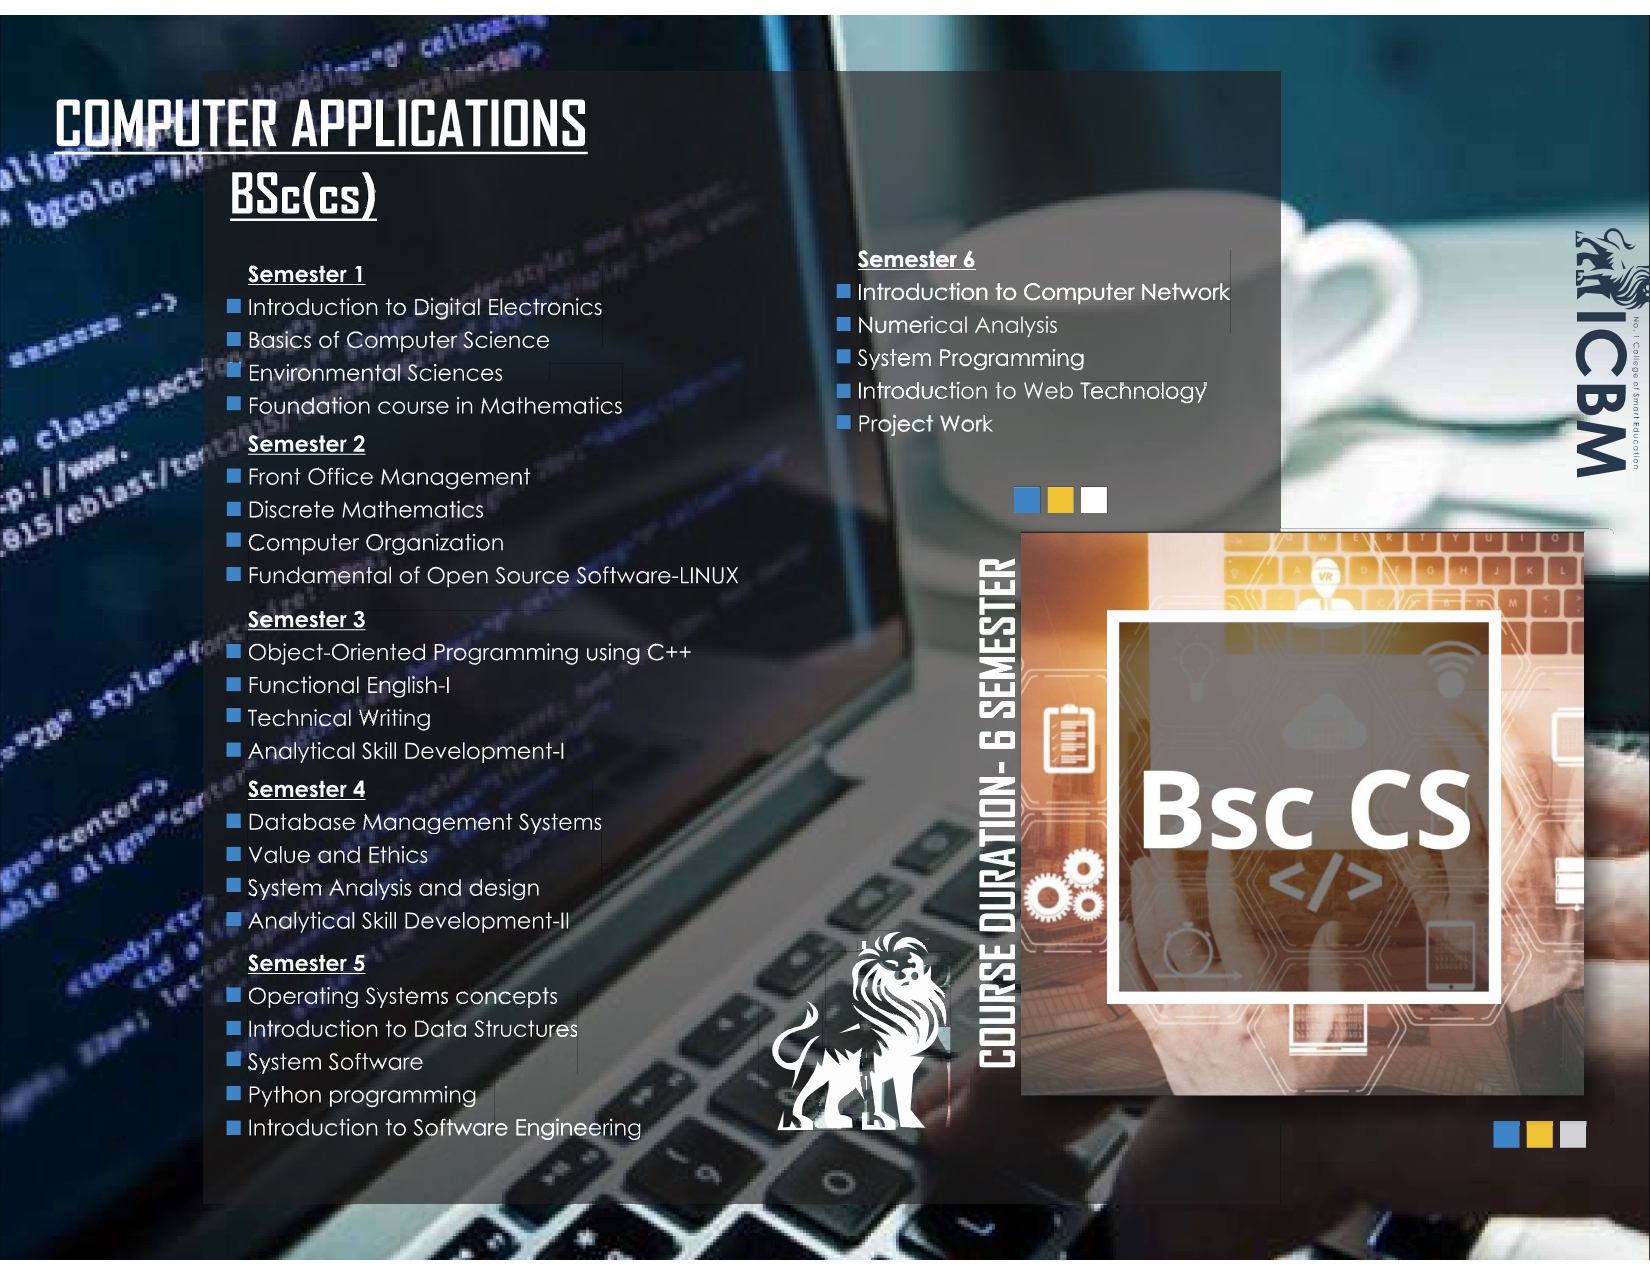 COMPUTER APPLICATIONS
BSc(cs)
Semester 1
Introduction to Digital Electronics
Basics of Computer Science
Environmental Sciences
Foundation course in Mathematics
Semester 2
Front Office Management
Discrete Mathematics
Computer Organization
Fundamental of Open Source Software-LINUX
Semester 3
Object-Oriented Programming using C++
Functional English-I
Technical Writing
Analytical Skill Development-I
Semester 4
Database Management Systems
Value and Ethics
System Analysis and design
Analytical Skill Development-II
Semester 5
Operating Systems concepts
Introduction to Data Structures
System Software
Python programming
Introduction to Software Engineering
Semester 6
Introduction to Computer Network
Numerical Analysis
System Programming
Introduction to Web Technology
Project Work
COURSE DURATION- 6 SEMESTER
Bsc CS
</>
VR
ICBM
No. 1 College of Smart Education